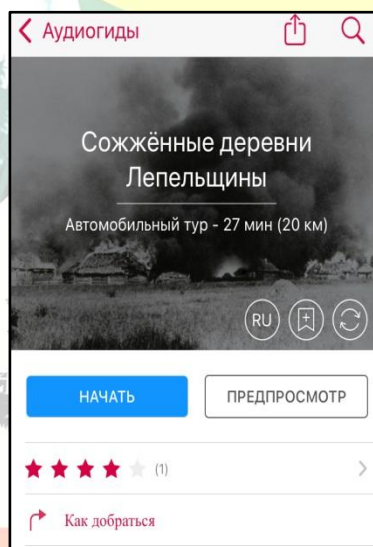 Аудиогиды
Сожжённые деревни
Лепельщины
Автомобильный тур - 27 мин (20 км)
RU
НАЧАТЬ
ПРЕДПРОСМОТР
(1)
Как добраться